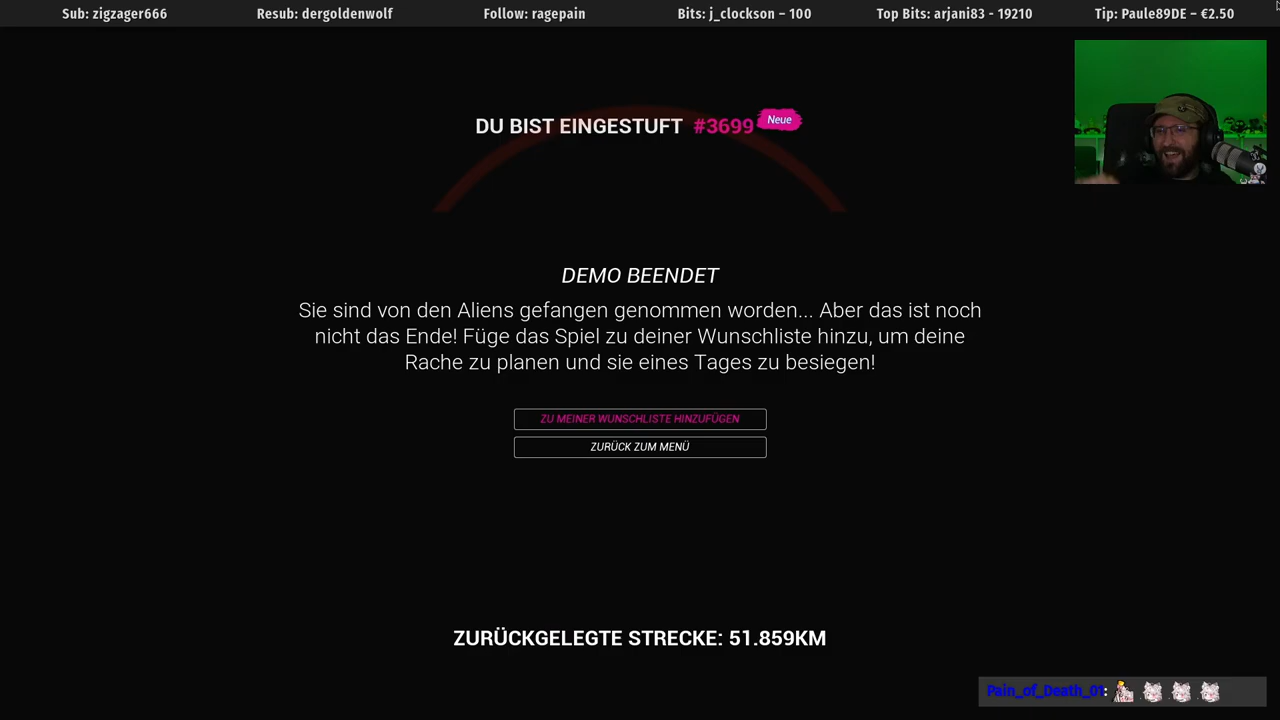 Sub: zigzager666
Resub: dergoldenwolf
Follow: ragepain
Bits: j_clockson – 100
Top Bits: arjani83 - 19210
Tip: Paule89DE – €2.50
DU BIST EINGESTUFT #3699 Neue
DEMO BEENDET
Sie sind von den Aliens gefangen genommen worden... Aber das ist noch
nicht das Ende! Füge das Spiel zu deiner Wunschliste hinzu, um deine
Rache zu planen und sie eines Tages zu besiegen!
ZU MEINER WUNSCHLISTE HINZUFÜGEN
ZURÜCK ZUM MENÜ
ZURÜCKGELEGTE STRECKE: 51.859KM
Pain_of_Death_01: